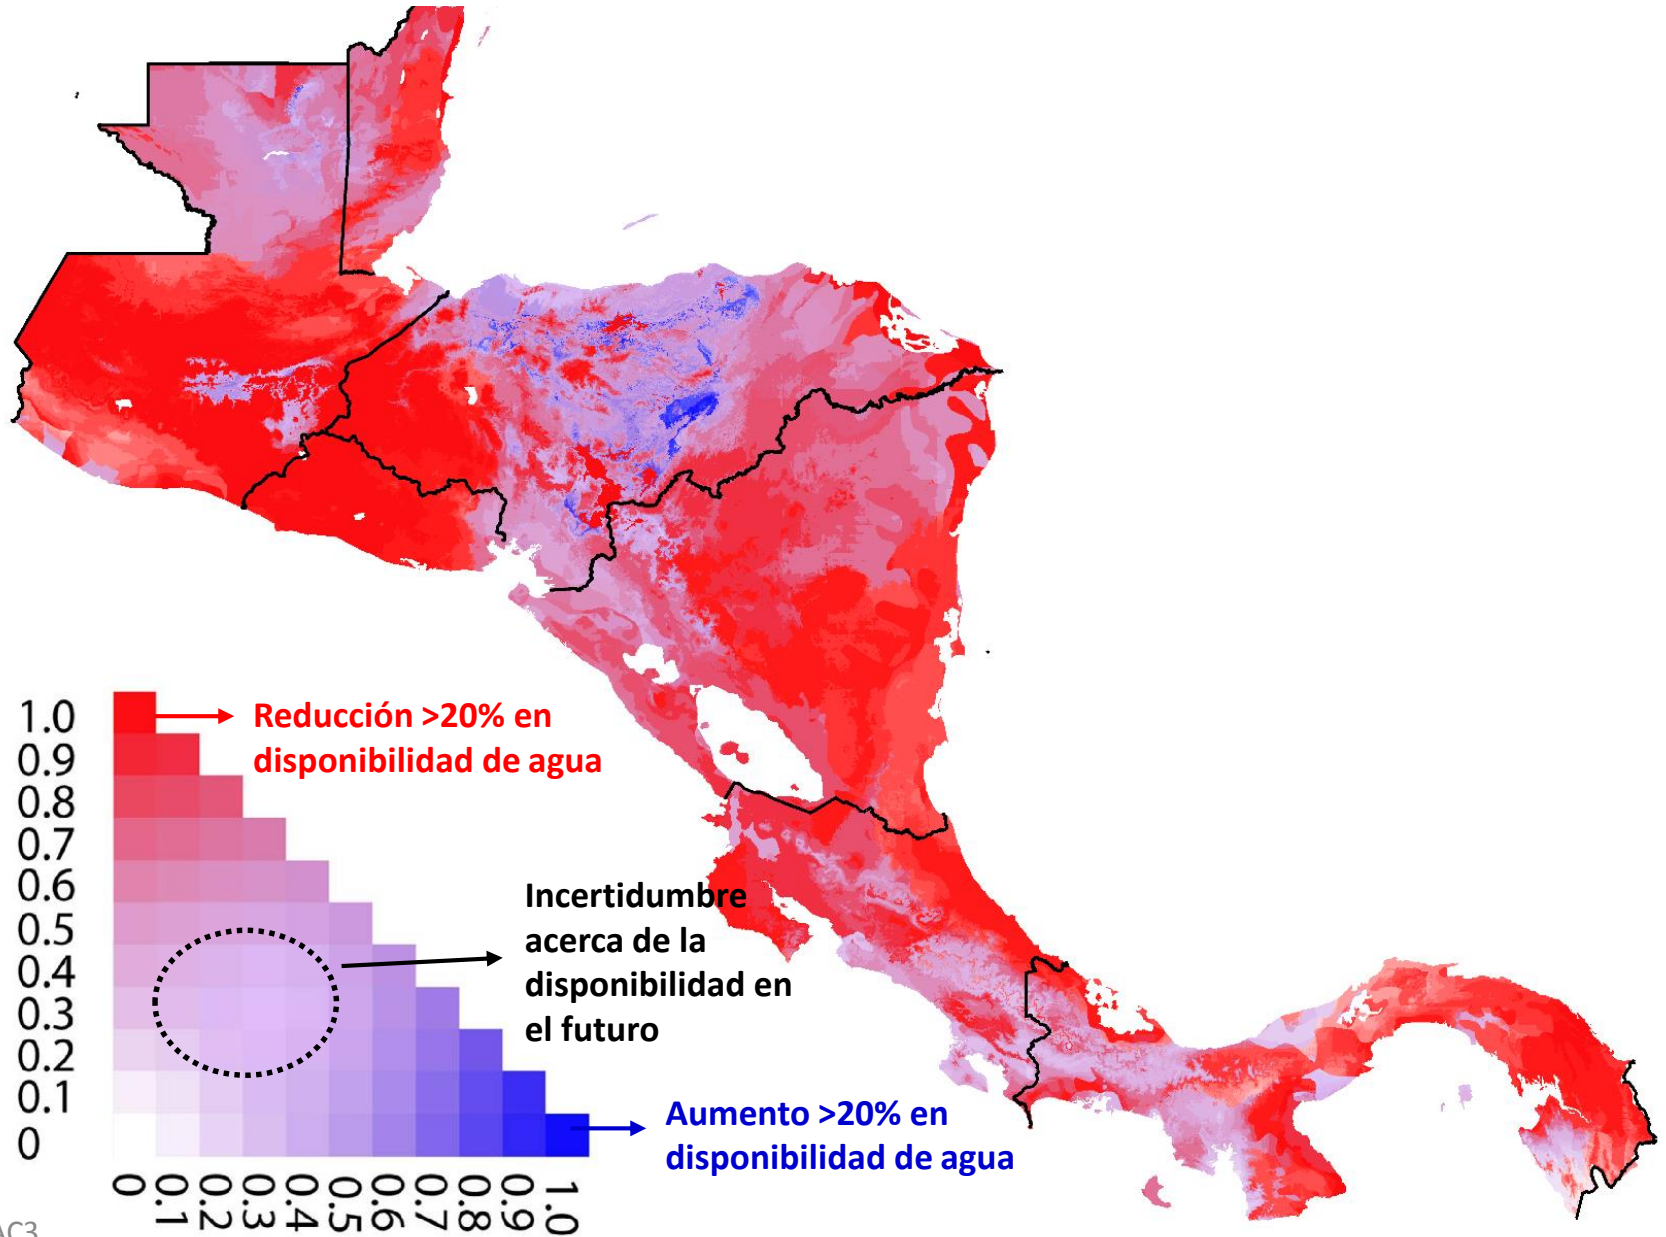 1.0
0.9
0.8
0.7
0.6
0.5
0.4
0.3
0.2
0.1
0
Reducción >20% en
disponibilidad de agua
Incertidumbre
acerca de la
disponibilidad en
el futuro
Aumento >20% en
disponibilidad de agua
0 0.1 0.2 0.3 0.4 0.5 0.6 0.7 0.8 0.9 1.0